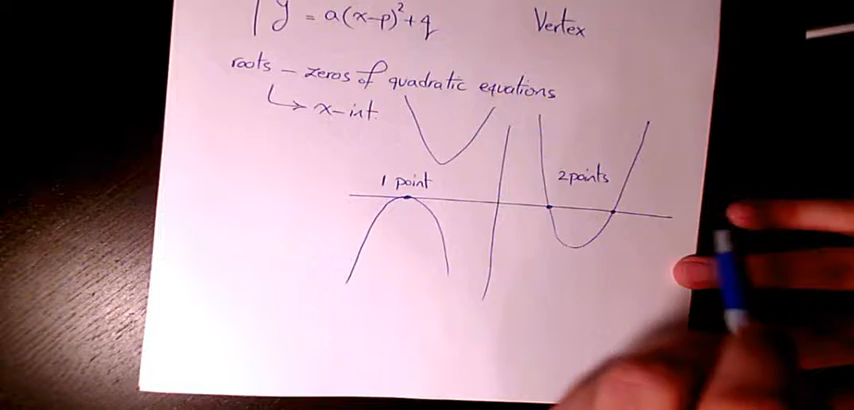 y = a(x-p)²+q
Vertex
roots - zeros of quadratic equations
↳ x-int.
1 point
2 points